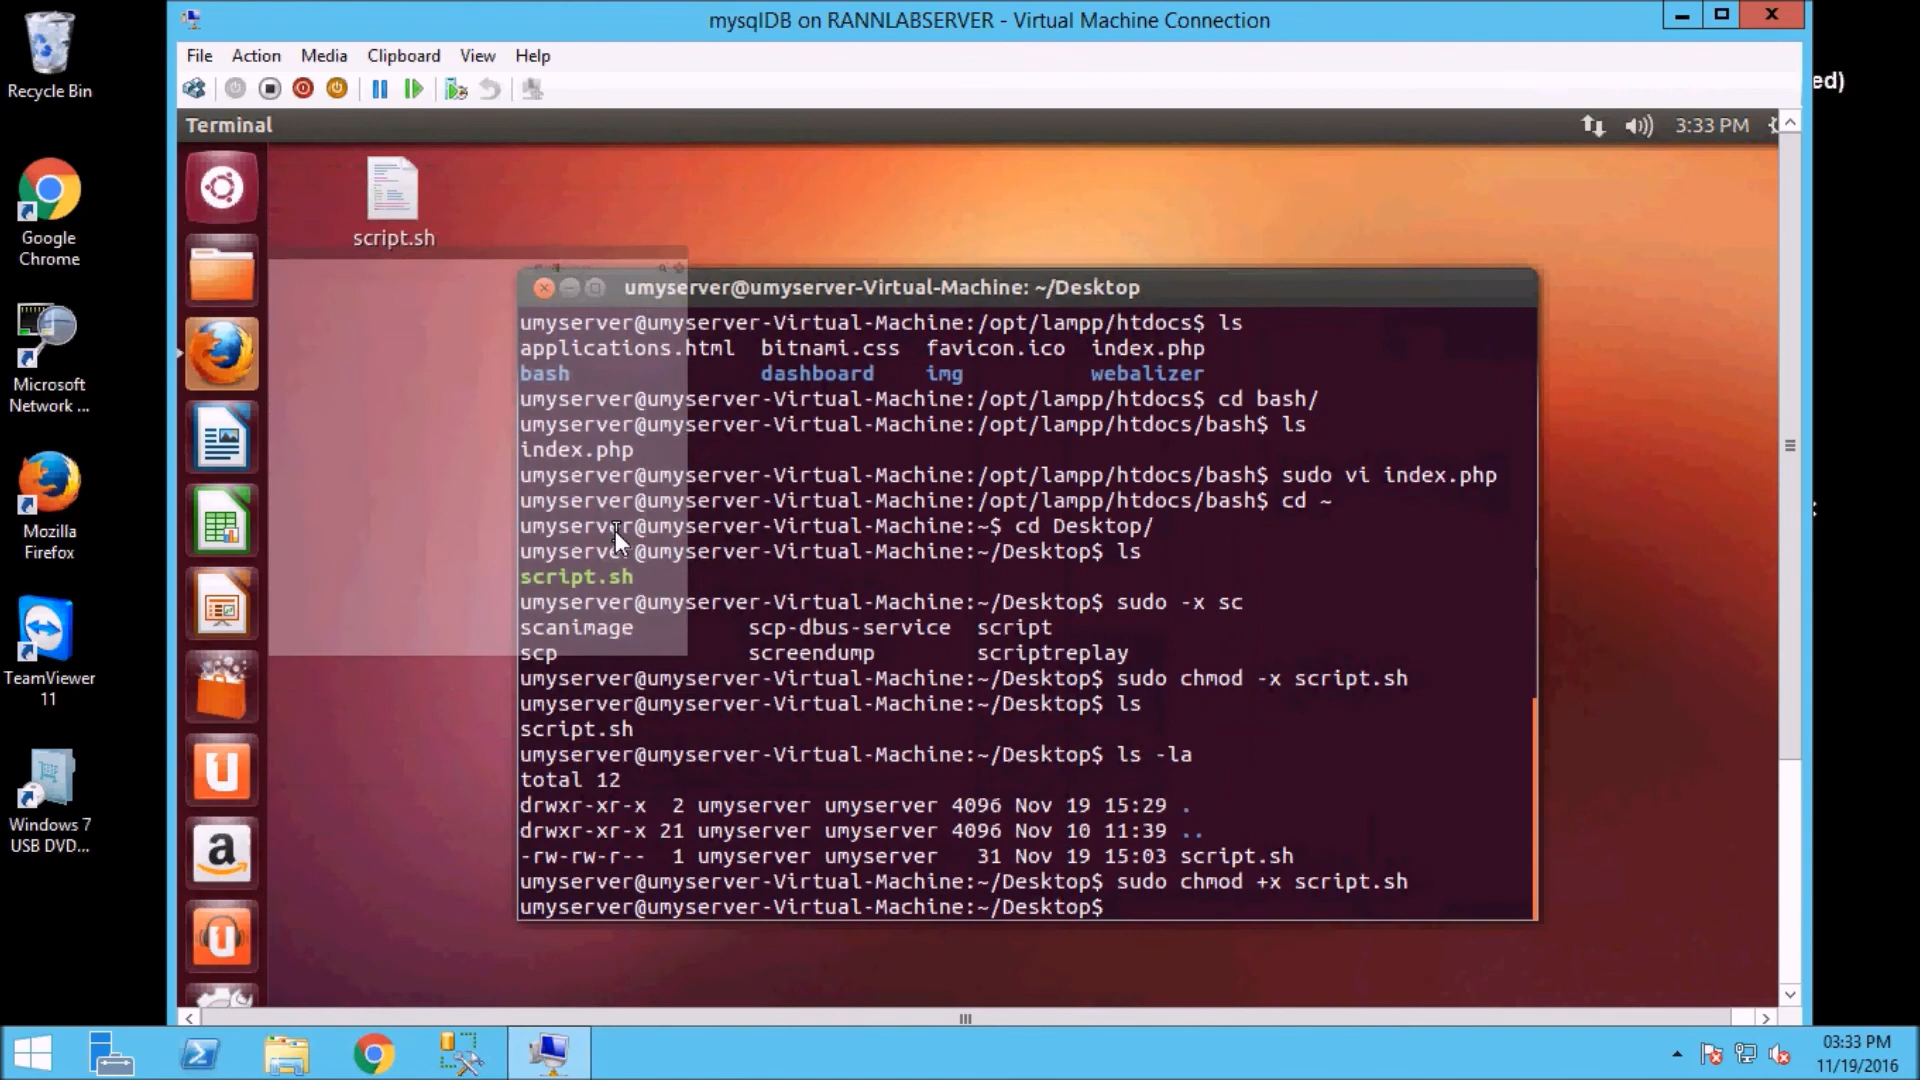 mysqlDB on RANNLABSERVER - Virtual Machine Connection
File Action Media Clipboard View Help
ed)
Terminal
3:33 PM
Recycle Bin
Google
Chrome
Microsoft
Network ...
Mozilla
Firefox
TeamViewer
11
Windows 7
USB DVD...
script.sh
umyserver@umyserver-Virtual-Machine: ~/Desktop
umyserver@umyserver-Virtual-Machine:/opt/lampp/htdocs$ ls
applications.html bitnami.css favicon.ico index.php
bash dashboard img webalizer
umyserver@umyserver-Virtual-Machine:/opt/lampp/htdocs$ cd bash/
umyserver@umyserver-Virtual-Machine:/opt/lampp/htdocs/bash$ ls
index.php
umyserver@umyserver-Virtual-Machine:/opt/lampp/htdocs/bash$ sudo vi index.php
umyserver@umyserver-Virtual-Machine:/opt/lampp/htdocs/bash$ cd ~
umyserver@umyserver-Virtual-Machine:~$ cd Desktop/
umyserver@umyserver-Virtual-Machine:~/Desktop$ ls
script.sh
umyserver@umyserver-Virtual-Machine:~/Desktop$ sudo -x sc
scanimage scp-dbus-service script
scp screendump scriptreplay
umyserver@umyserver-Virtual-Machine:~/Desktop$ sudo chmod -x script.sh
umyserver@umyserver-Virtual-Machine:~/Desktop$ ls
script.sh
umyserver@umyserver-Virtual-Machine:~/Desktop$ ls -la
total 12
drwxr-xr-x 2 umyserver umyserver 4096 Nov 19 15:29 .
drwxr-xr-x 21 umyserver umyserver 4096 Nov 10 11:39 ..
-rw-rw-r-- 1 umyserver umyserver 31 Nov 19 15:03 script.sh
umyserver@umyserver-Virtual-Machine:~/Desktop$ sudo chmod +x script.sh
umyserver@umyserver-Virtual-Machine:~/Desktop$
03:33 PM
11/19/2016